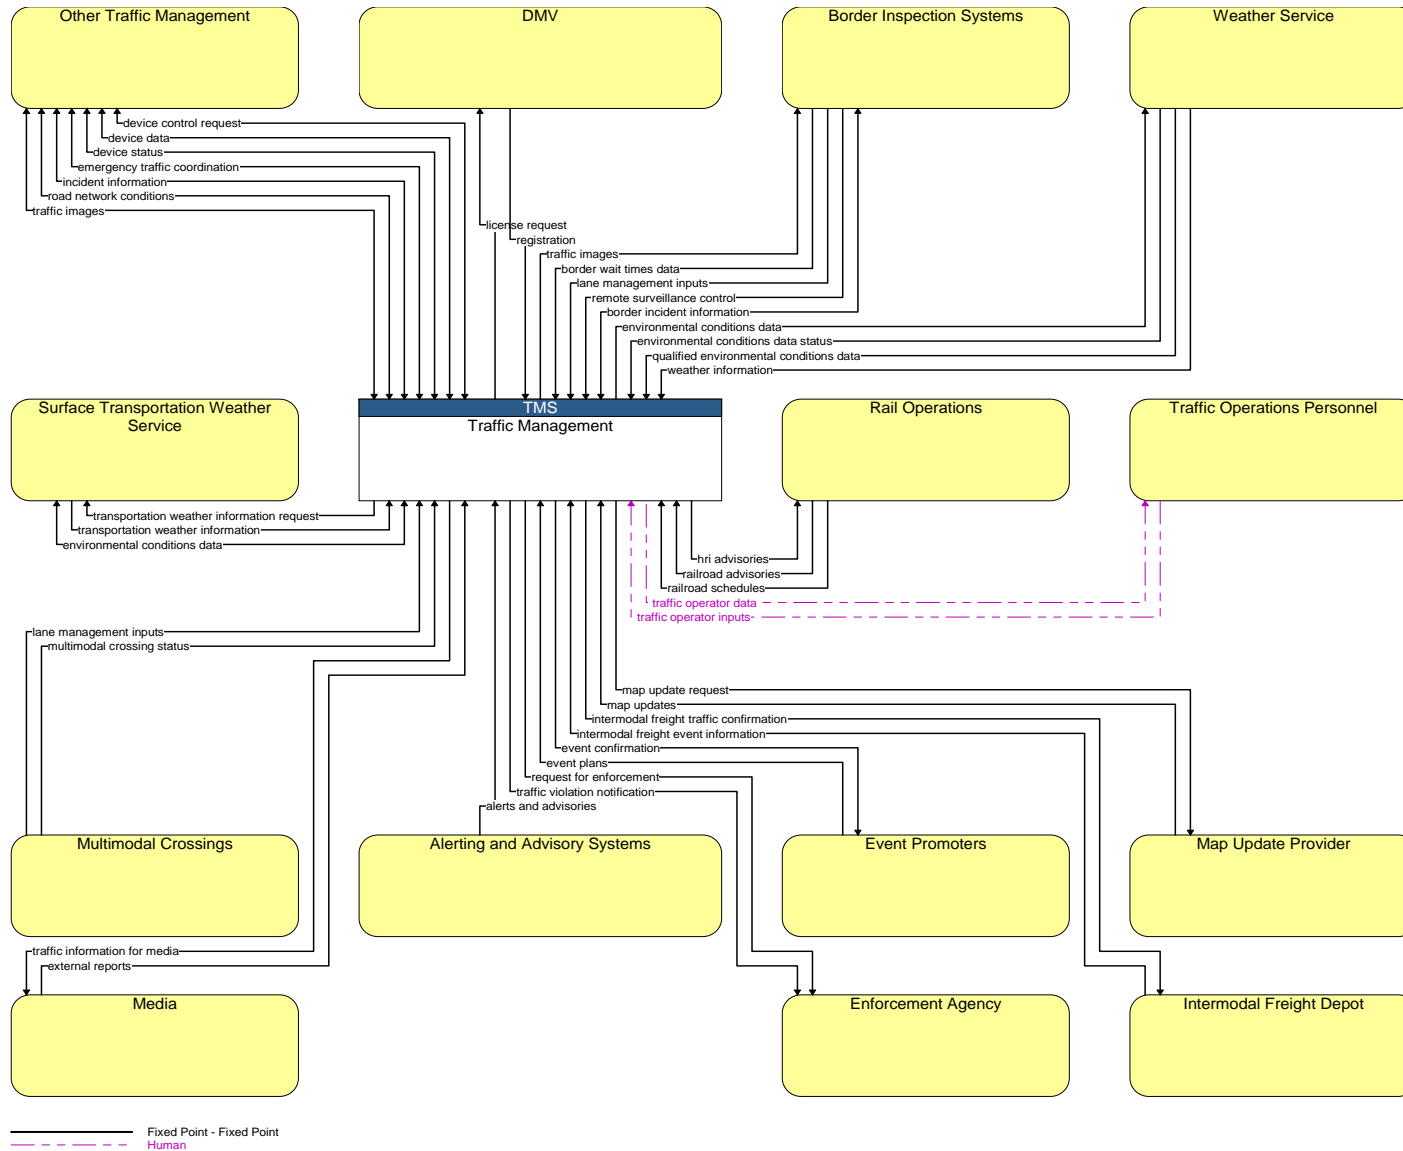 Other Traffic Management
DMV
Border Inspection Systems
Weather Service
device control request
device data
device status
emergency traffic coordination
incident information
road network conditions
traffic images
license request
registration
traffic images
border wait times data
lane management inputs
remote surveillance control
border incident information
environmental conditions data
environmental conditions data status
qualified environmental conditions data
weather information
Surface Transportation Weather
Service
TMS
Traffic Management
Rail Operations
Traffic Operations Personnel
transportation weather information request
transportation weather information
environmental conditions data
hri advisories
railroad advisories
railroad schedules
traffic operator data
traffic operator inputs
lane management inputs
multimodal crossing status
map update request
map updates
intermodal freight traffic confirmation
intermodal freight event information
event confirmation
event plans
request for enforcement
traffic violation notification
alerts and advisories
Multimodal Crossings
Alerting and Advisory Systems
Event Promoters
Map Update Provider
traffic information for media
external reports
Media
Enforcement Agency
Intermodal Freight Depot
Fixed Point - Fixed Point
Human